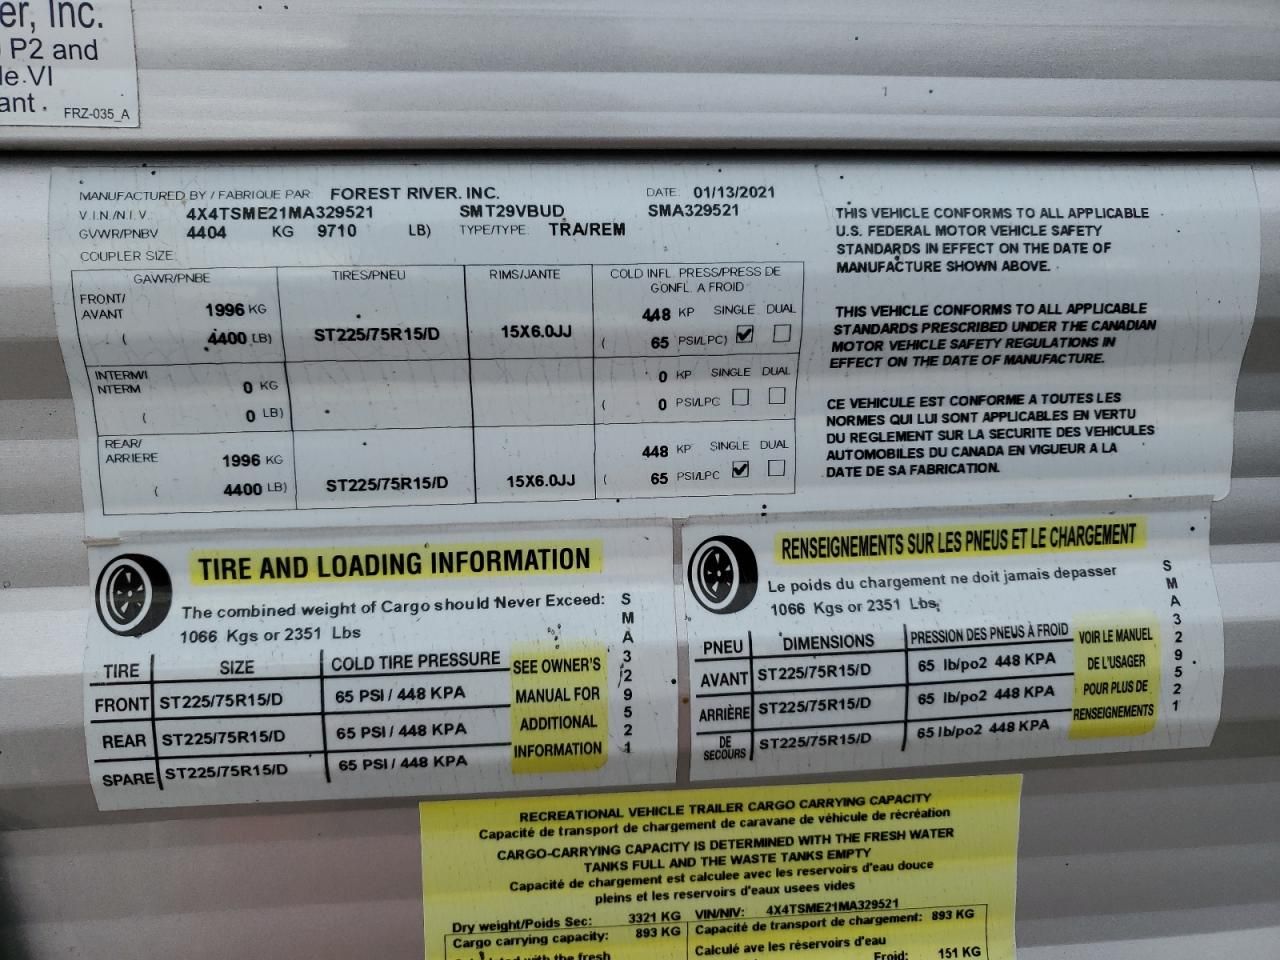 er, Inc.
P2 and
le VI
ant.
FRZ-035_A
MANUFACTURED BY / FABRIQUE PAR: FOREST RIVER. INC. DATE: 01/13/2021
V.I.N./N.I.V.: 4X4TSME21MA329521 SMT29VBUD SMA329521
GVWR/PNBV 4404 KG 9710 LB) TYPE/TYPE: TRA/REM
COUPLER SIZE:
GAWR/PNBE TIRES/PNEU RIMS/JANTE COLD INFL. PRESS/PRESS DE
GONFL. A FROID
FRONT/
AVANT 1996 KG 448 KP SINGLE DUAL
( 4400 LB) ST225/75R15/D 15X6.0JJ ( 65 PSI/LPC)
INTERM/I
NTERM 0 KG 0 KP SINGLE DUAL
( 0 LB) ( 0 PSI/LPC
REAR/
ARRIERE 1996 KG 448 KP SINGLE DUAL
( 4400 LB) ST225/75R15/D 15X6.0JJ ( 65 PSI/LPC
THIS VEHICLE CONFORMS TO ALL APPLICABLE
U.S. FEDERAL MOTOR VEHICLE SAFETY
STANDARDS IN EFFECT ON THE DATE OF
MANUFACTURE SHOWN ABOVE.
THIS VEHICLE CONFORMS TO ALL APPLICABLE
STANDARDS PRESCRIBED UNDER THE CANADIAN
MOTOR VEHICLE SAFETY REGULATIONS IN
EFFECT ON THE DATE OF MANUFACTURE.
CE VEHICULE EST CONFORME A TOUTES LES
NORMES QUI LUI SONT APPLICABLES EN VERTU
DU REGLEMENT SUR LA SECURITE DES VEHICULES
AUTOMOBILES DU CANADA EN VIGUEUR A LA
DATE DE SA FABRICATION.
TIRE AND LOADING INFORMATION
The combined weight of Cargo should Never Exceed:
1066 Kgs or 2351 Lbs
TIRE SIZE COLD TIRE PRESSURE
FRONT ST225/75R15/D 65 PSI / 448 KPA
REAR ST225/75R15/D 65 PSI / 448 KPA
SPARE ST225/75R15/D 65 PSI / 448 KPA
SEE OWNER'S
MANUAL FOR
ADDITIONAL
INFORMATION
SMA329521
RENSEIGNEMENTS SUR LES PNEUS ET LE CHARGEMENT
Le poids du chargement ne doit jamais depasser
1066 Kgs or 2351 Lbs,
PNEU DIMENSIONS PRESSION DES PNEUS À FROID
AVANT ST225/75R15/D 65 lb/po2 448 KPA
ARRIÈRE ST225/75R15/D 65 lb/po2 448 KPA
DE
SECOURS ST225/75R15/D 65 lb/po2 448 KPA
VOIR LE MANUEL
DE L'USAGER
POUR PLUS DE
RENSEIGNEMENTS
SMA329521
RECREATIONAL VEHICLE TRAILER CARGO CARRYING CAPACITY
Capacité de transport de chargement de caravane de véhicule de récréation
CARGO-CARRYING CAPACITY IS DETERMINED WITH THE FRESH WATER
TANKS FULL AND THE WASTE TANKS EMPTY
Capacité de chargement est calculee avec les reservoirs d'eau douce
pleins et les reservoirs d'eaux usees vides
Dry weight/Poids Sec: 3321 KG VIN/NIV: 4X4TSME21MA329521
Cargo carrying capacity: 893 KG Capacité de transport de chargement: 893 KG
with the fresh Calculé ave les réservoirs d'eau
Froid: 151 KG